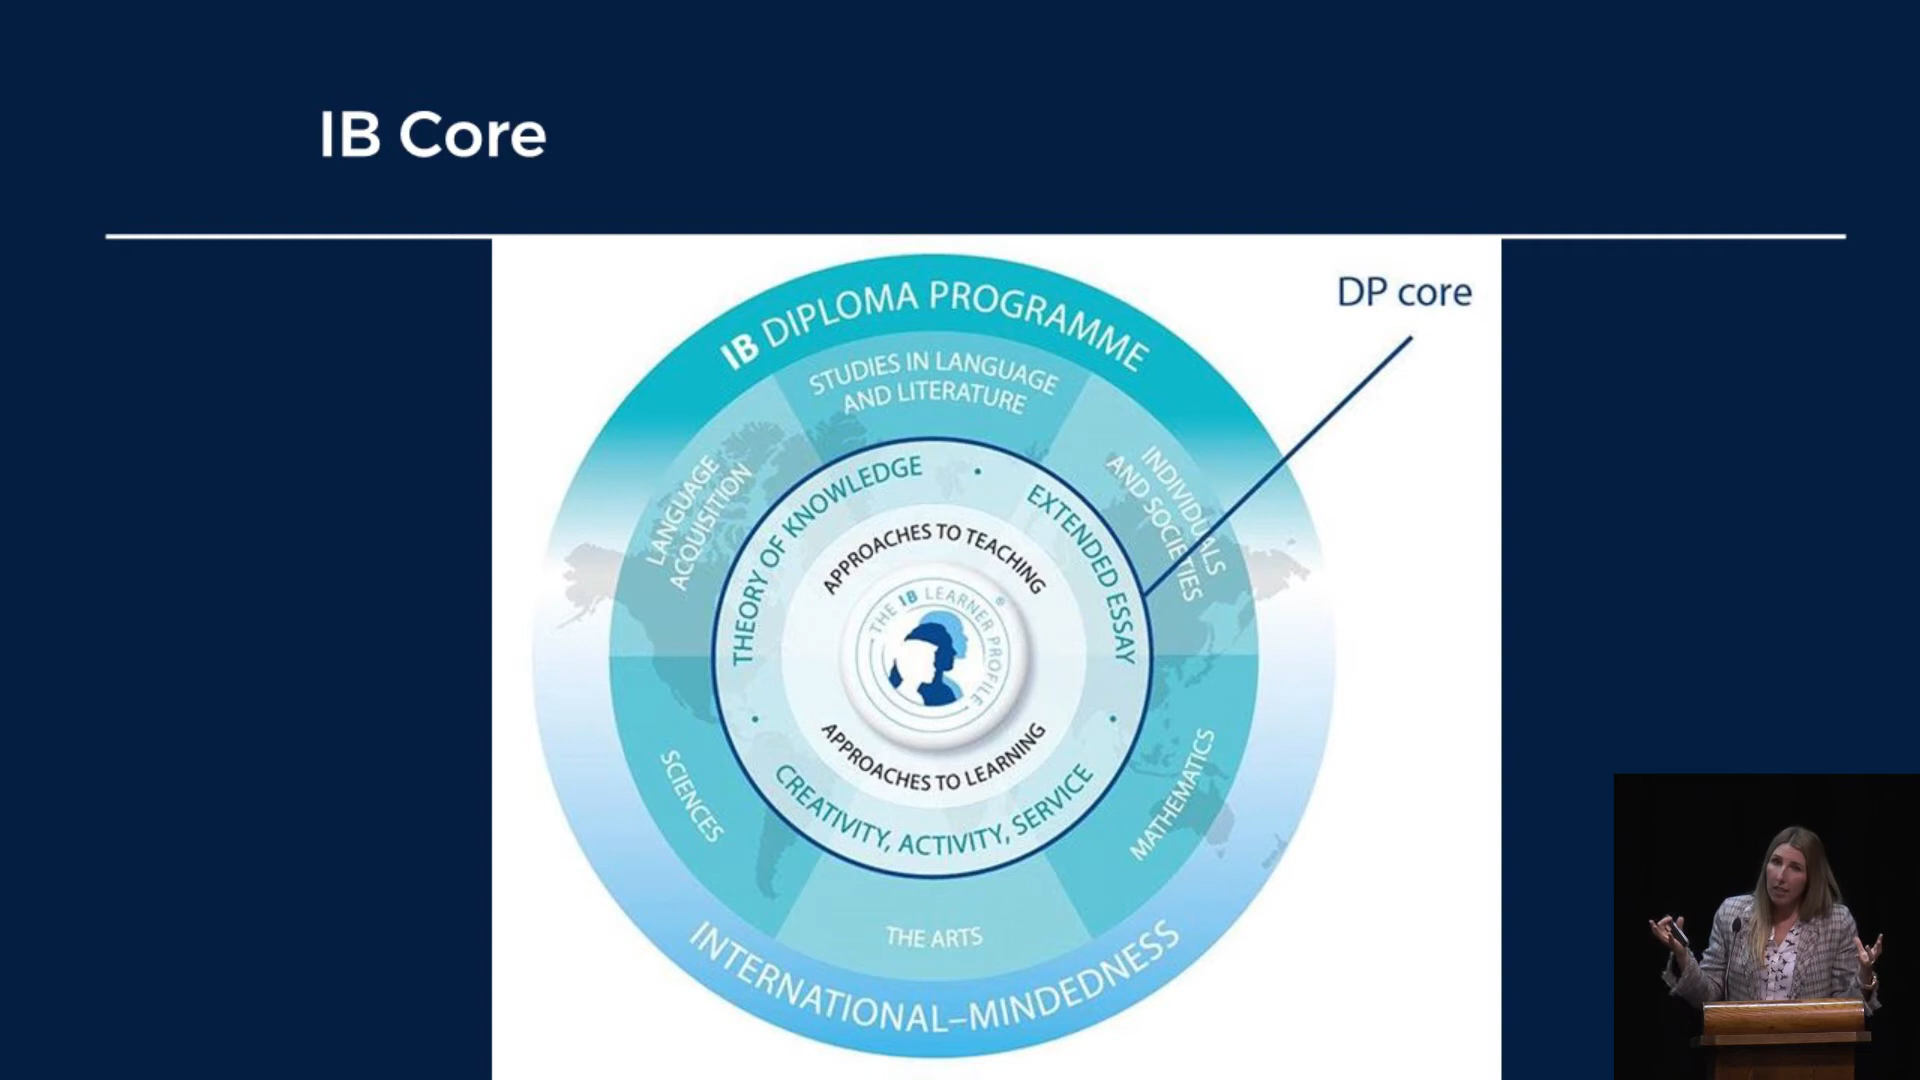 IB Core
DP core
IB DIPLOMA PROGRAMME
STUDIES IN LANGUAGE
AND LITERATURE
LANGUAGE
ACQUISITION
INDIVIDUALS
AND SOCIETIES
THEORY OF KNOWLEDGE
EXTENDED ESSAY
APPROACHES TO TEACHING
THE IB LEARNER PROFILE ®
APPROACHES TO LEARNING
CREATIVITY, ACTIVITY, SERVICE
SCIENCES
MATHEMATICS
THE ARTS
INTERNATIONAL–MINDEDNESS